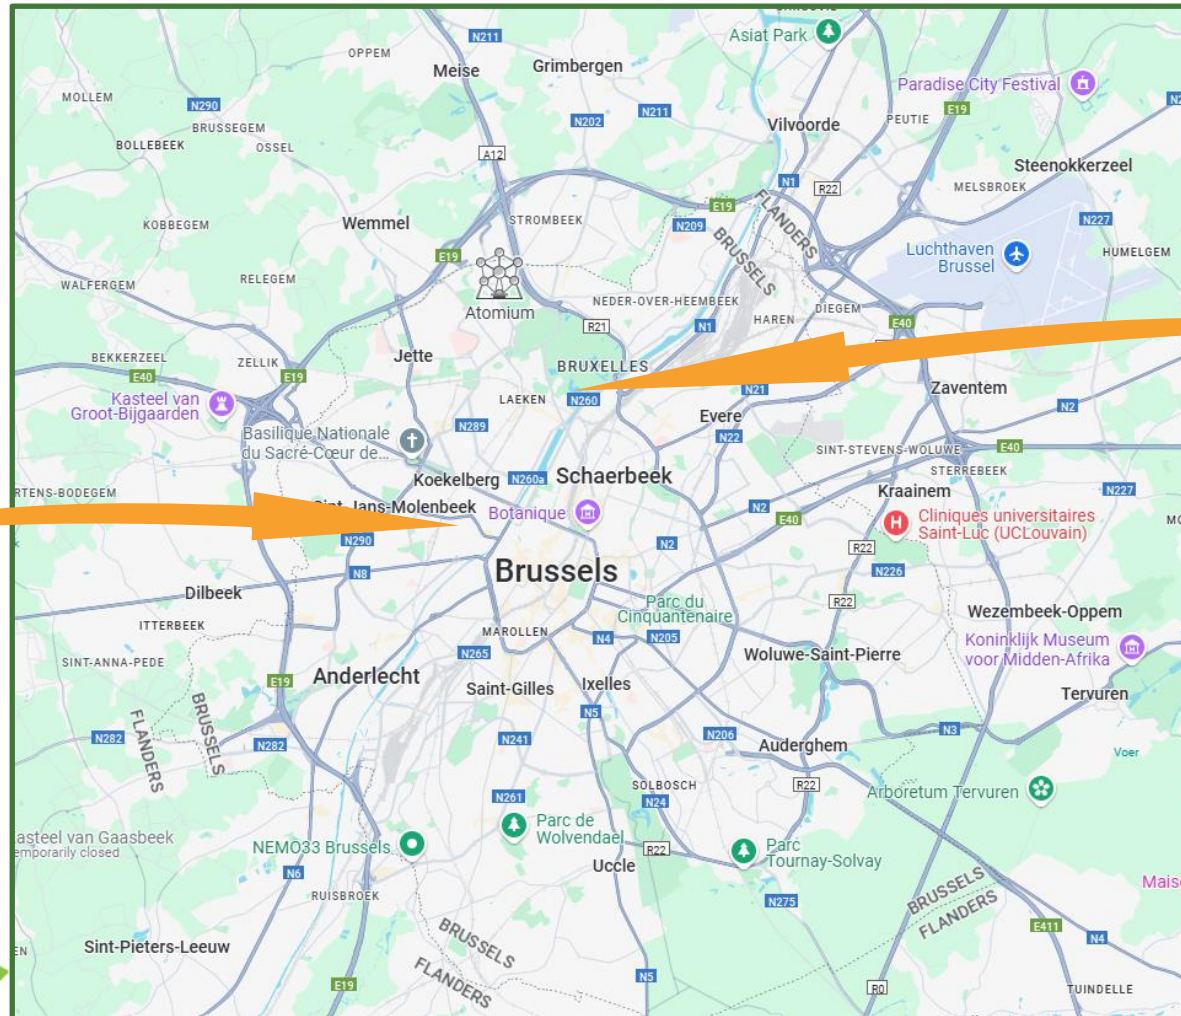 Asiat Park
N211
OPPEM
Meise
Grimbergen
Paradise City Festival
MOLLEM
N290
N211
E19
BRUSSEGEM
N202
Vilvoorde
PEUTIE
BOLLEBEEK
OSSEL
A12
Steenokkerzeel
N1
R22
MELSBROEK
FLANDERS
BRUSSELS
KOBBEGEM
Wemmel
STROMBEEK
E19
N209
N227
Luchthaven
Brussel
HUMELGEM
E19
RELEGEM
WALFERGEM
NEDER-OVER-HEEMBEEK
Atomium
DIEGEM
HAREN
R21
N1
E40
BEKKERZEEL
ZELLIK
Jette
BRUXELLES
E40
E19
Kasteel van
Groot-Bijgaarden
LAEKEN
N260
N21
Zaventem
N2
Evere
N289
N22
Basilique Nationale
du Sacré-Cœur de...
SINT-STEVENS-WOLUWE
E40
STERREBEEK
Koekelberg
N260a
Schaerbeek
Kraainem
N227
Sint-Jans-Molenbeek
Botanique
N2
E40
Cliniques universitaires
Saint-Luc (UCLouvain)
N290
N2
R22
N8
Brussels
N226
Dilbeek
Parc du
Cinquantenaire
R22
Wezembeek-Oppem
ITTERBEEK
MAROLLEN
N4
N205
Koninklijk Museum
voor Midden-Afrika
N265
Woluwe-Saint-Pierre
SINT-ANNA-PEDE
Anderlecht
E19
Saint-Gilles
Ixelles
Tervuren
BRUSSELS
FLANDERS
N5
N282
N282
N241
N206
N3
Auderghem
Voer
SOLBOSCH
R22
N261
N24
Arboretum Tervuren
Parc de
Wolvendael
asteel van Gaasbeek
emporarily closed
NEMO33 Brussels
R22
Parc
Tournay-Solvay
Uccle
N6
RUISBROEK
N275
BRUSSELS
FLANDERS
Mais
E411
N4
Sint-Pieters-Leeuw
BRUSSELS
FLANDERS
E19
N5
R0
TUINDELLE